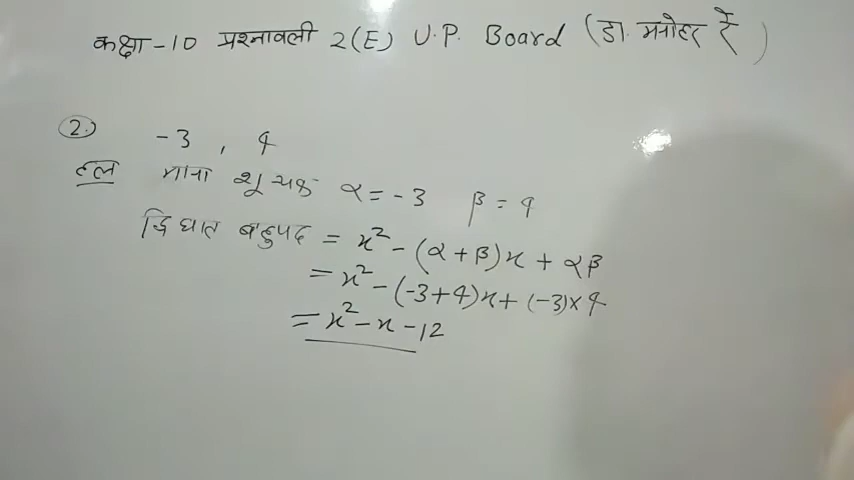 कक्षा -10 प्रश्नावली 2(E) U.P. Board (डा. मनोहर रे)
2.) -3 , 4
हल माना शून्यक α = -3 β = 4
द्विघात बहुपद = x² - (α + β)x + αβ
= x² - (-3+4)x + (-3)×4
= x² - x - 12